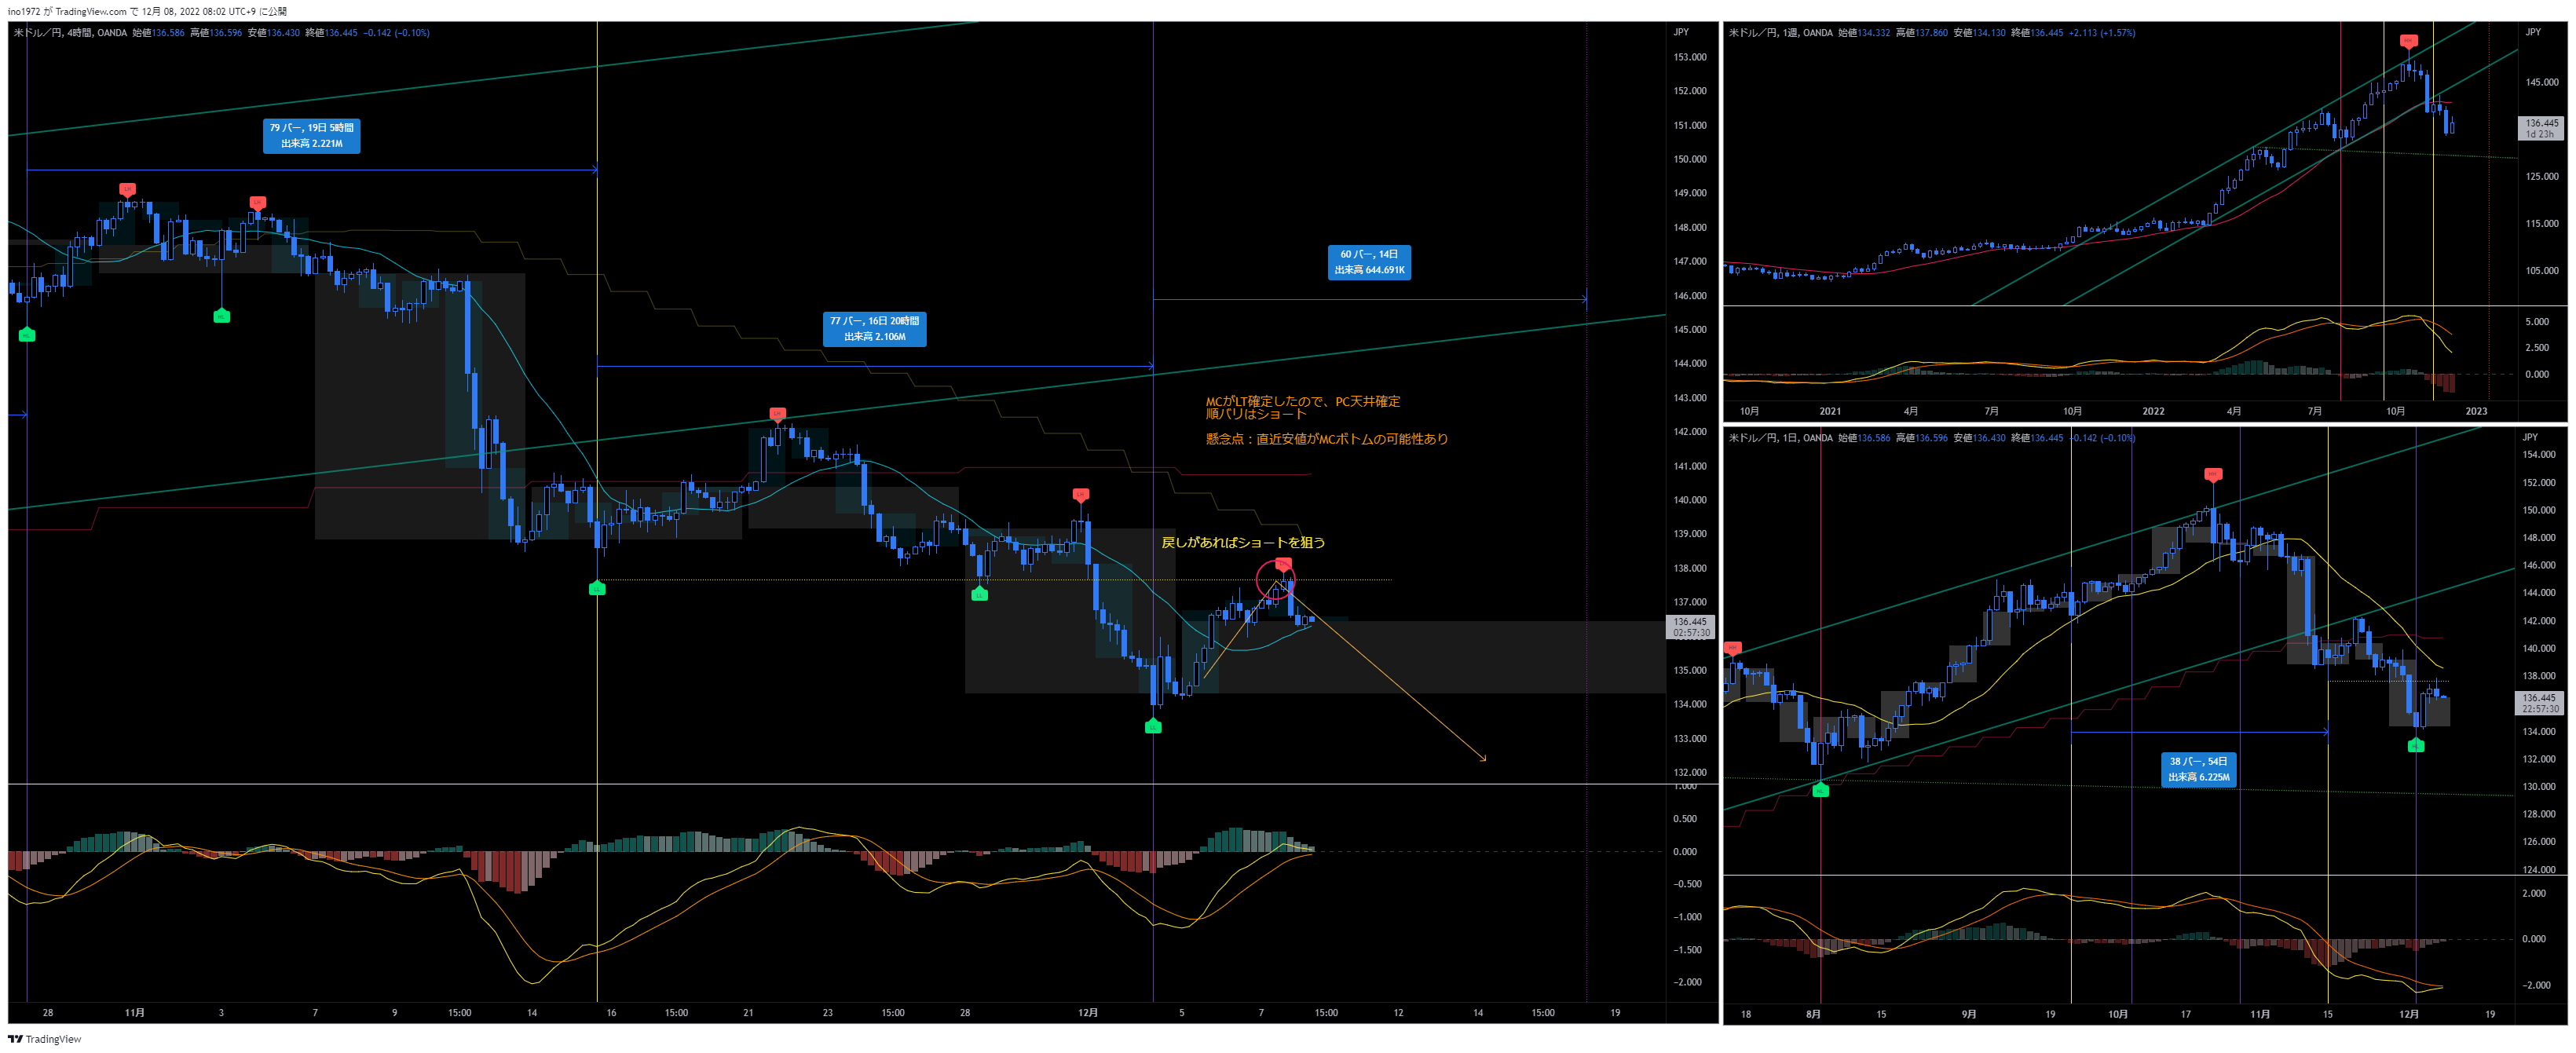 ino1972 が TradingView.com で 12月 08, 2022 08:02 UTC+9 に公開
米ドル／円, 4時間, OANDA 始値136.586 高値136.596 安値136.430 終値136.445 −0.142 (−0.10%)
JPY
153.000
152.000
151.000
150.000
149.000
148.000
147.000
146.000
145.000
144.000
143.000
142.000
141.000
140.000
139.000
138.000
137.000
136.445
02:57:30
135.000
134.000
133.000
132.000
79 バー, 19日 5時間
出来高 2.221M
77 バー, 16日 20時間
出来高 2.106M
60 バー, 14日
出来高 644.691K
MCがLT確定したので、PC天井確定
順バリはショート
懸念点：直近安値がMCボトムの可能性あり
戻しがあればショートを狙う
LH
LH
HL
HL
LH
LH
LL
LL
LL
1.000
0.500
0.000
−0.500
−1.000
−1.500
−2.000
28
11月
3
7
9
15:00
14
16
15:00
21
23
15:00
28
12月
5
7
15:00
12
14
15:00
19
米ドル／円, 1週, OANDA 始値134.332 高値137.860 安値134.130 終値136.445 +2.113 (+1.57%)
JPY
HH
145.000
136.445
1d 23h
125.000
115.000
105.000
5.000
2.500
0.000
10月
2021
4月
7月
10月
2022
4月
7月
10月
2023
米ドル／円, 1日, OANDA 始値136.586 高値136.596 安値136.430 終値136.445 −0.142 (−0.10%)
JPY
154.000
152.000
150.000
148.000
146.000
144.000
142.000
140.000
138.000
136.445
22:57:30
134.000
132.000
130.000
128.000
126.000
124.000
HH
HH
HL
38 バー, 54日
出来高 6.225M
2.000
0.000
−2.000
18
8月
15
9月
19
10月
17
11月
15
12月
19
TradingView